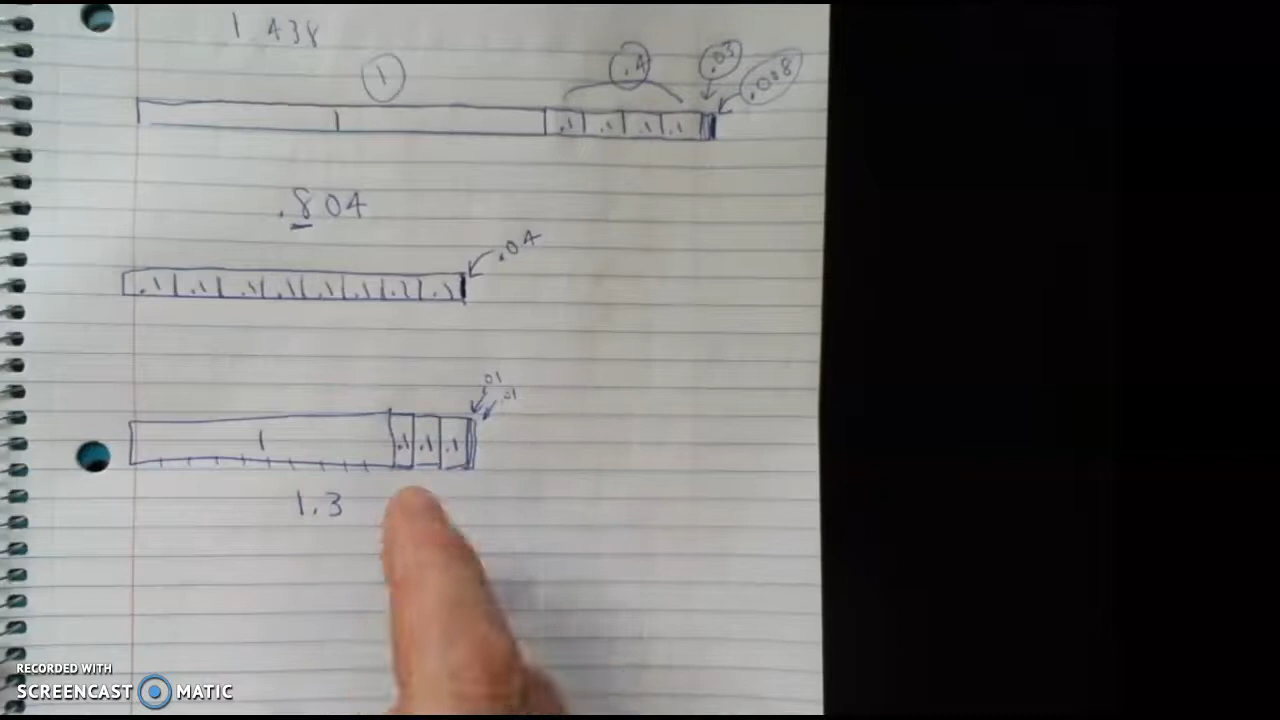 1 438
1 .4 .03 .008
1 .1 .1 .1 .1
.804
.04
.1 .1 .1 .1 .1 .1 .1 .1
.01
.01
1 .1 .1 .1
1.3
RECORDED WITH
SCREENCAST MATIC